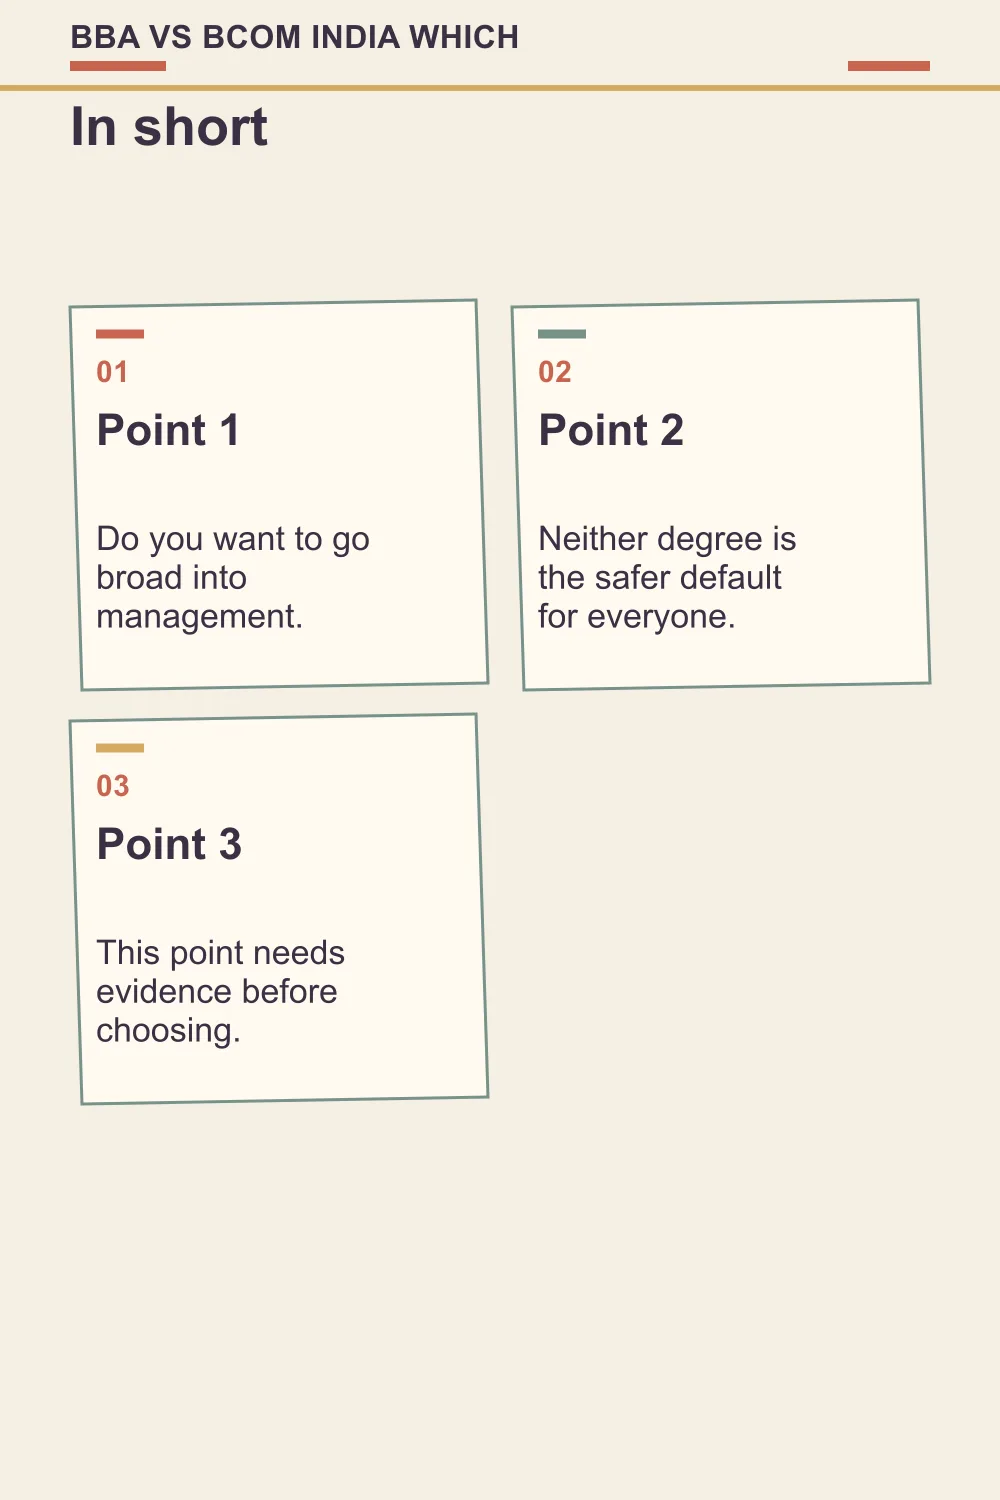 BBA VS BCOM INDIA WHICH
In short
01
Point 1
Do you want to go
broad into
management.
02
Point 2
Neither degree is
the safer default
for everyone.
03
Point 3
This point needs
evidence before
choosing.